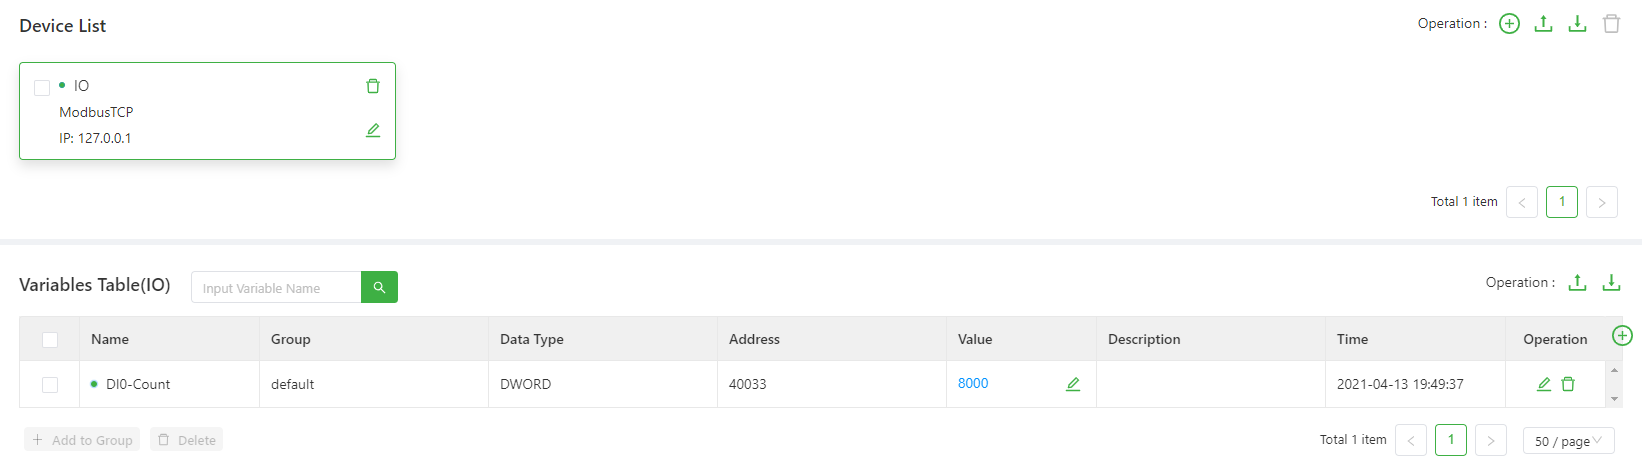 Device List
Operation :
IO
ModbusTCP
IP: 127.0.0.1
Total 1 item < 1 >
Variables Table(IO) Input Variable Name
Operation :
Name Group Data Type Address Value Description Time Operation
DI0-Count default DWORD 40033 8000 2021-04-13 19:49:37
+ Add to Group Delete
Total 1 item < 1 > 50 / page